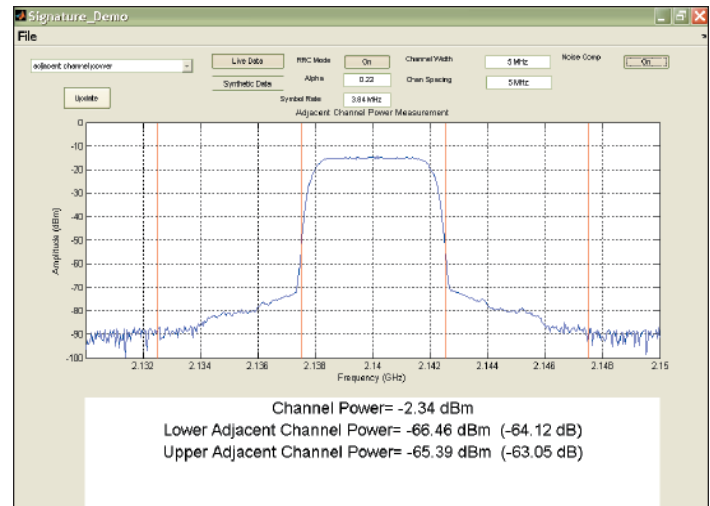 Signature_Demo
File
adjacent channel power
Live Data
RRC Mode
On
Channel Width
5 MHz
Noise Comp
On
Synthetic Data
Alpha
0.22
Chan Spacing
5 MHz
Update
Symbol Rate
3.84 MHz
Adjacent Channel Power Measurement
0
-10
-20
-30
-40
-50
-60
-70
-80
-90
-100
Amplitude (dBm)
2.132
2.134
2.136
2.138
2.14
2.142
2.144
2.146
2.148
2.15
Frequency (GHz)
Channel Power= -2.34 dBm
Lower Adjacent Channel Power= -66.46 dBm (-64.12 dB)
Upper Adjacent Channel Power= -65.39 dBm (-63.05 dB)